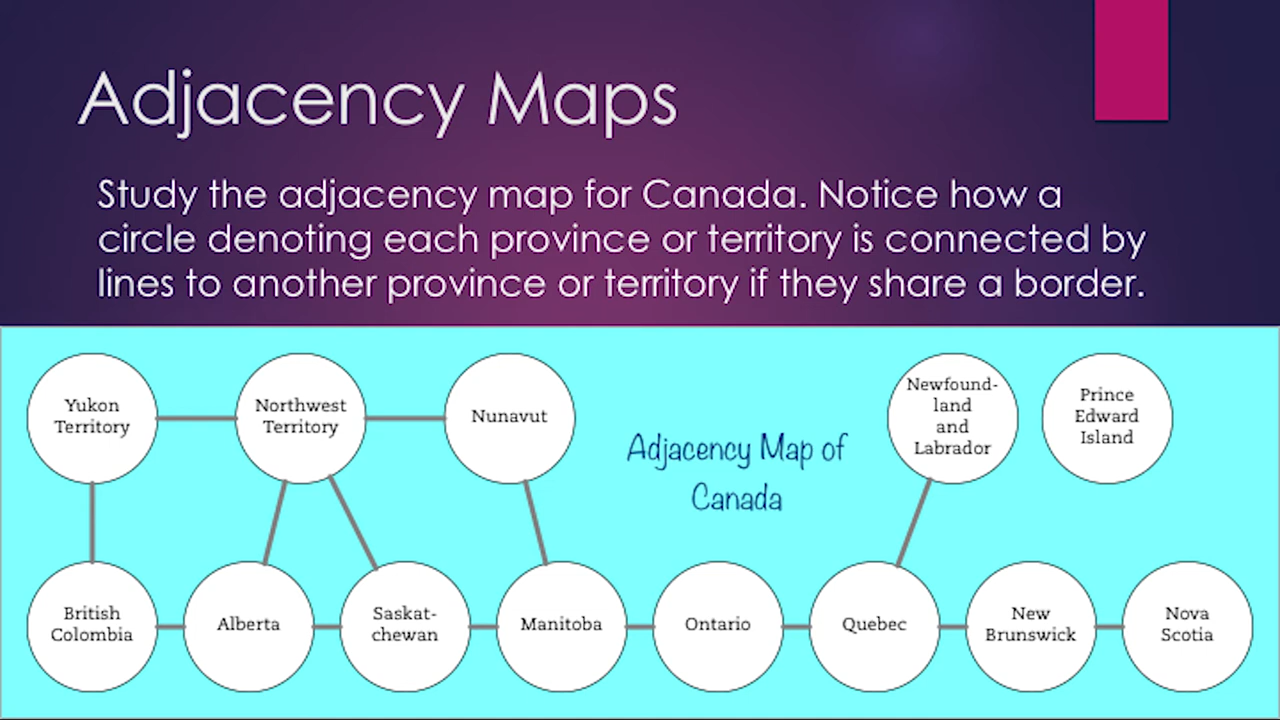 Adjacency Maps
Study the adjacency map for Canada. Notice how a
circle denoting each province or territory is connected by
lines to another province or territory if they share a border.
Yukon
Territory
Northwest
Territory
Nunavut
Adjacency Map of
Canada
Newfound-
land
and
Labrador
Prince
Edward
Island
British
Colombia
Alberta
Saskat-
chewan
Manitoba
Ontario
Quebec
New
Brunswick
Nova
Scotia